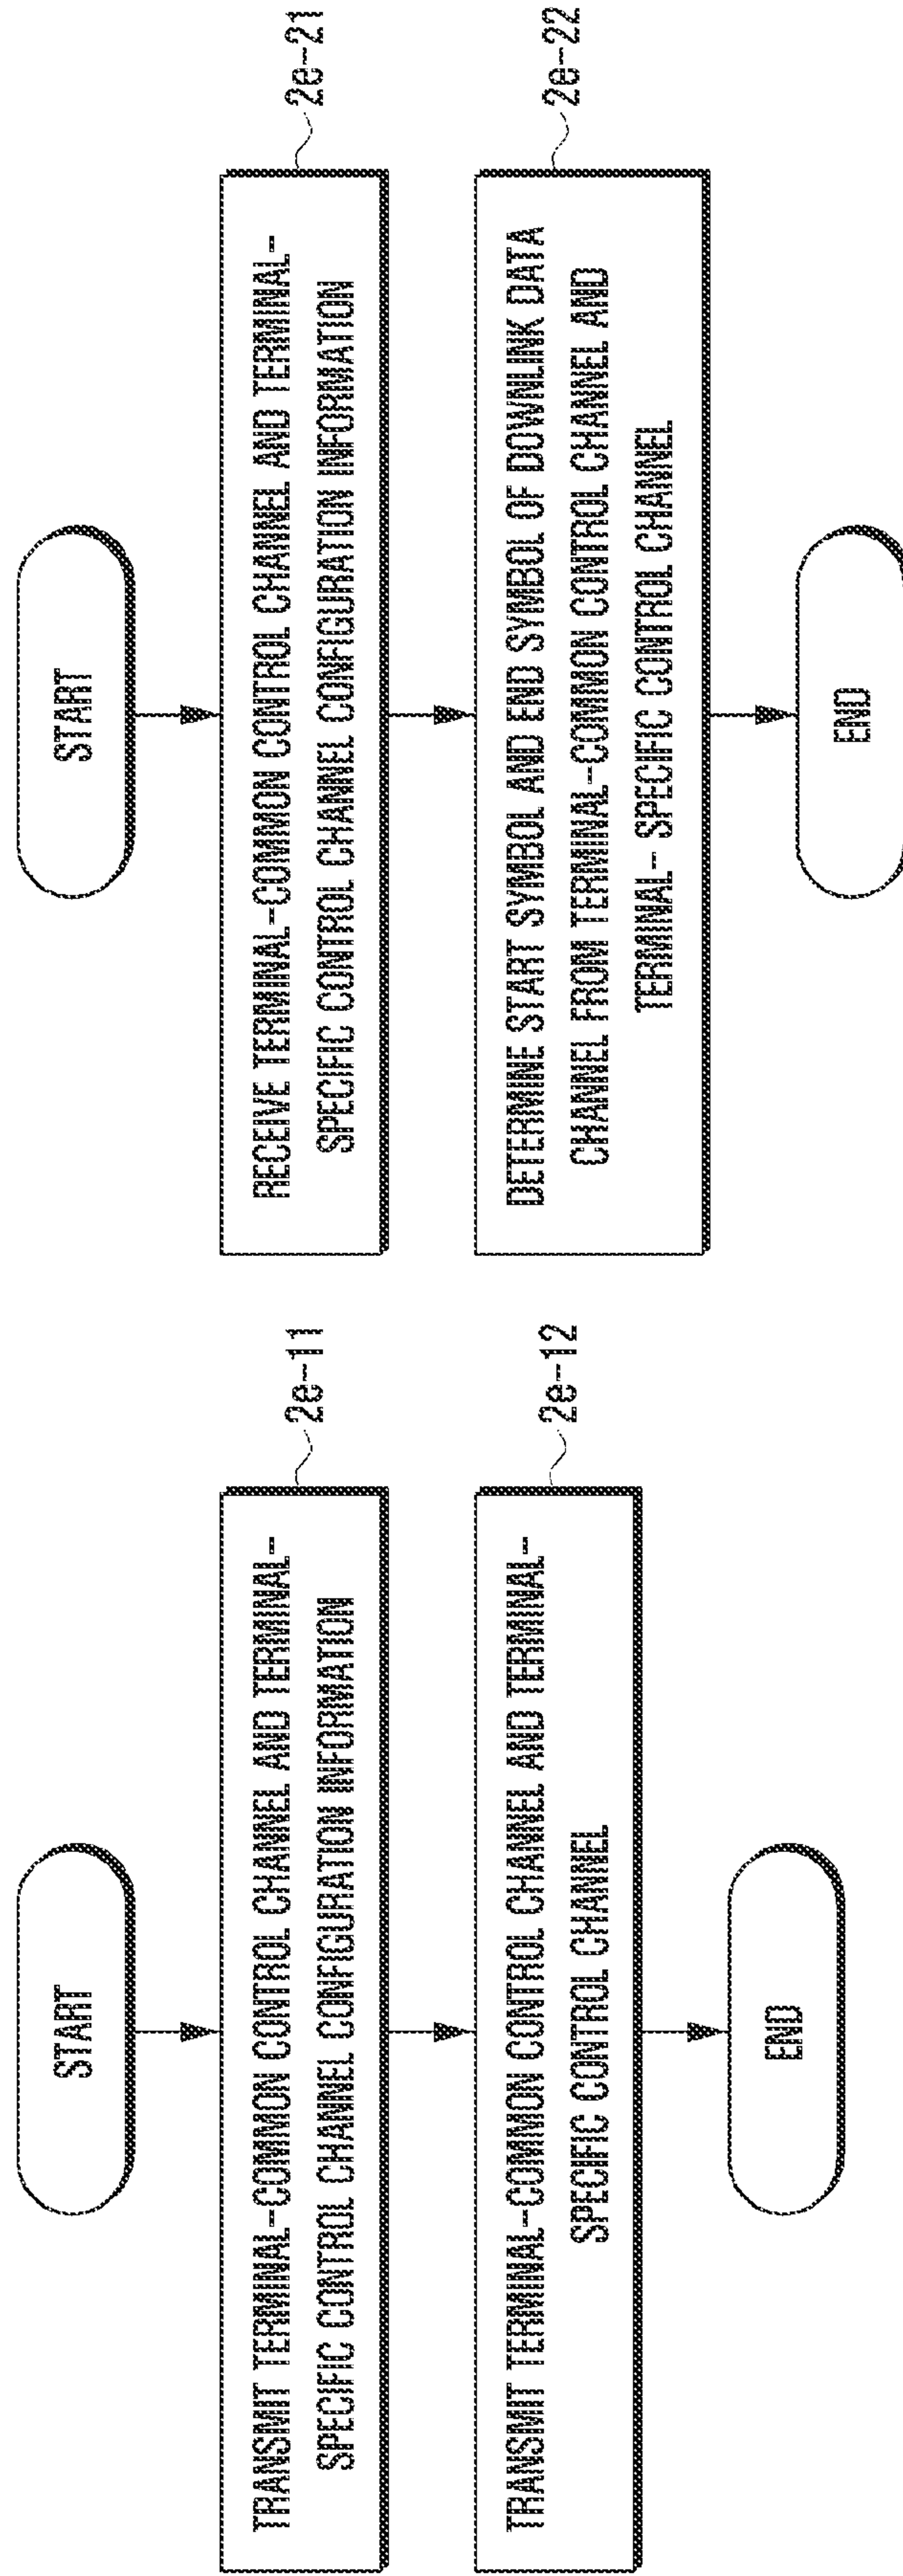 START
TRANSMIT TERMINAL-COMMON CONTROL CHANNEL AND TERMINAL-
SPECIFIC CONTROL CHANNEL CONFIGURATION INFORMATION
2e-11
TRANSMIT TERMINAL-COMMON CONTROL CHANNEL AND TERMINAL-
SPECIFIC CONTROL CHANNEL
2e-12
END
START
RECEIVE TERMINAL-COMMON CONTROL CHANNEL AND TERMINAL-
SPECIFIC CONTROL CHANNEL CONFIGURATION INFORMATION
2e-21
DETERMINE START SYMBOL AND END SYMBOL OF DOWNLINK DATA
CHANNEL FROM TERMINAL-COMMON CONTROL CHANNEL AND
TERMINAL- SPECIFIC CONTROL CHANNEL
2e-22
END